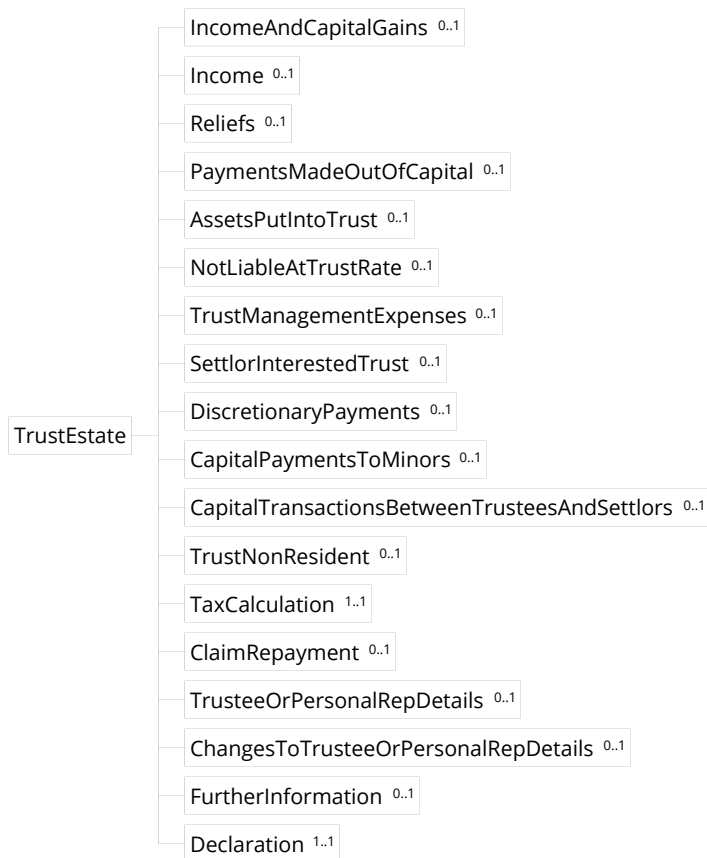 IncomeAndCapitalGains 0..1
Income 0..1
Reliefs 0..1
PaymentsMadeOutOfCapital 0..1
AssetsPutIntoTrust 0..1
NotLiableAtTrustRate 0..1
TrustManagementExpenses 0..1
SettlorInterestedTrust 0..1
DiscretionaryPayments 0..1
TrustEstate
CapitalPaymentsToMinors 0..1
CapitalTransactionsBetweenTrusteesAndSettlors 0..1
TrustNonResident 0..1
TaxCalculation 1..1
ClaimRepayment 0..1
TrusteeOrPersonalRepDetails 0..1
ChangesToTrusteeOrPersonalRepDetails 0..1
FurtherInformation 0..1
Declaration 1..1